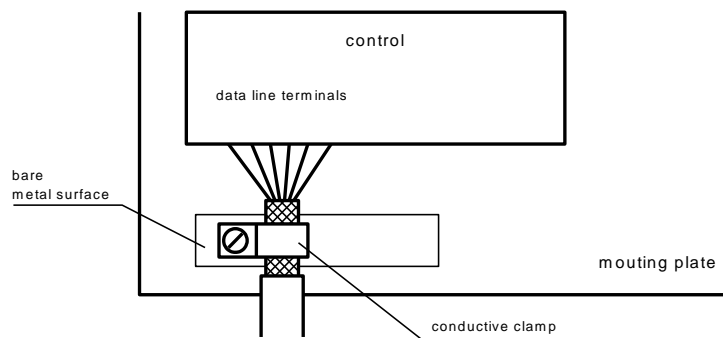 control
data line terminals
bare
metal surface
mouting plate
conductive clamp